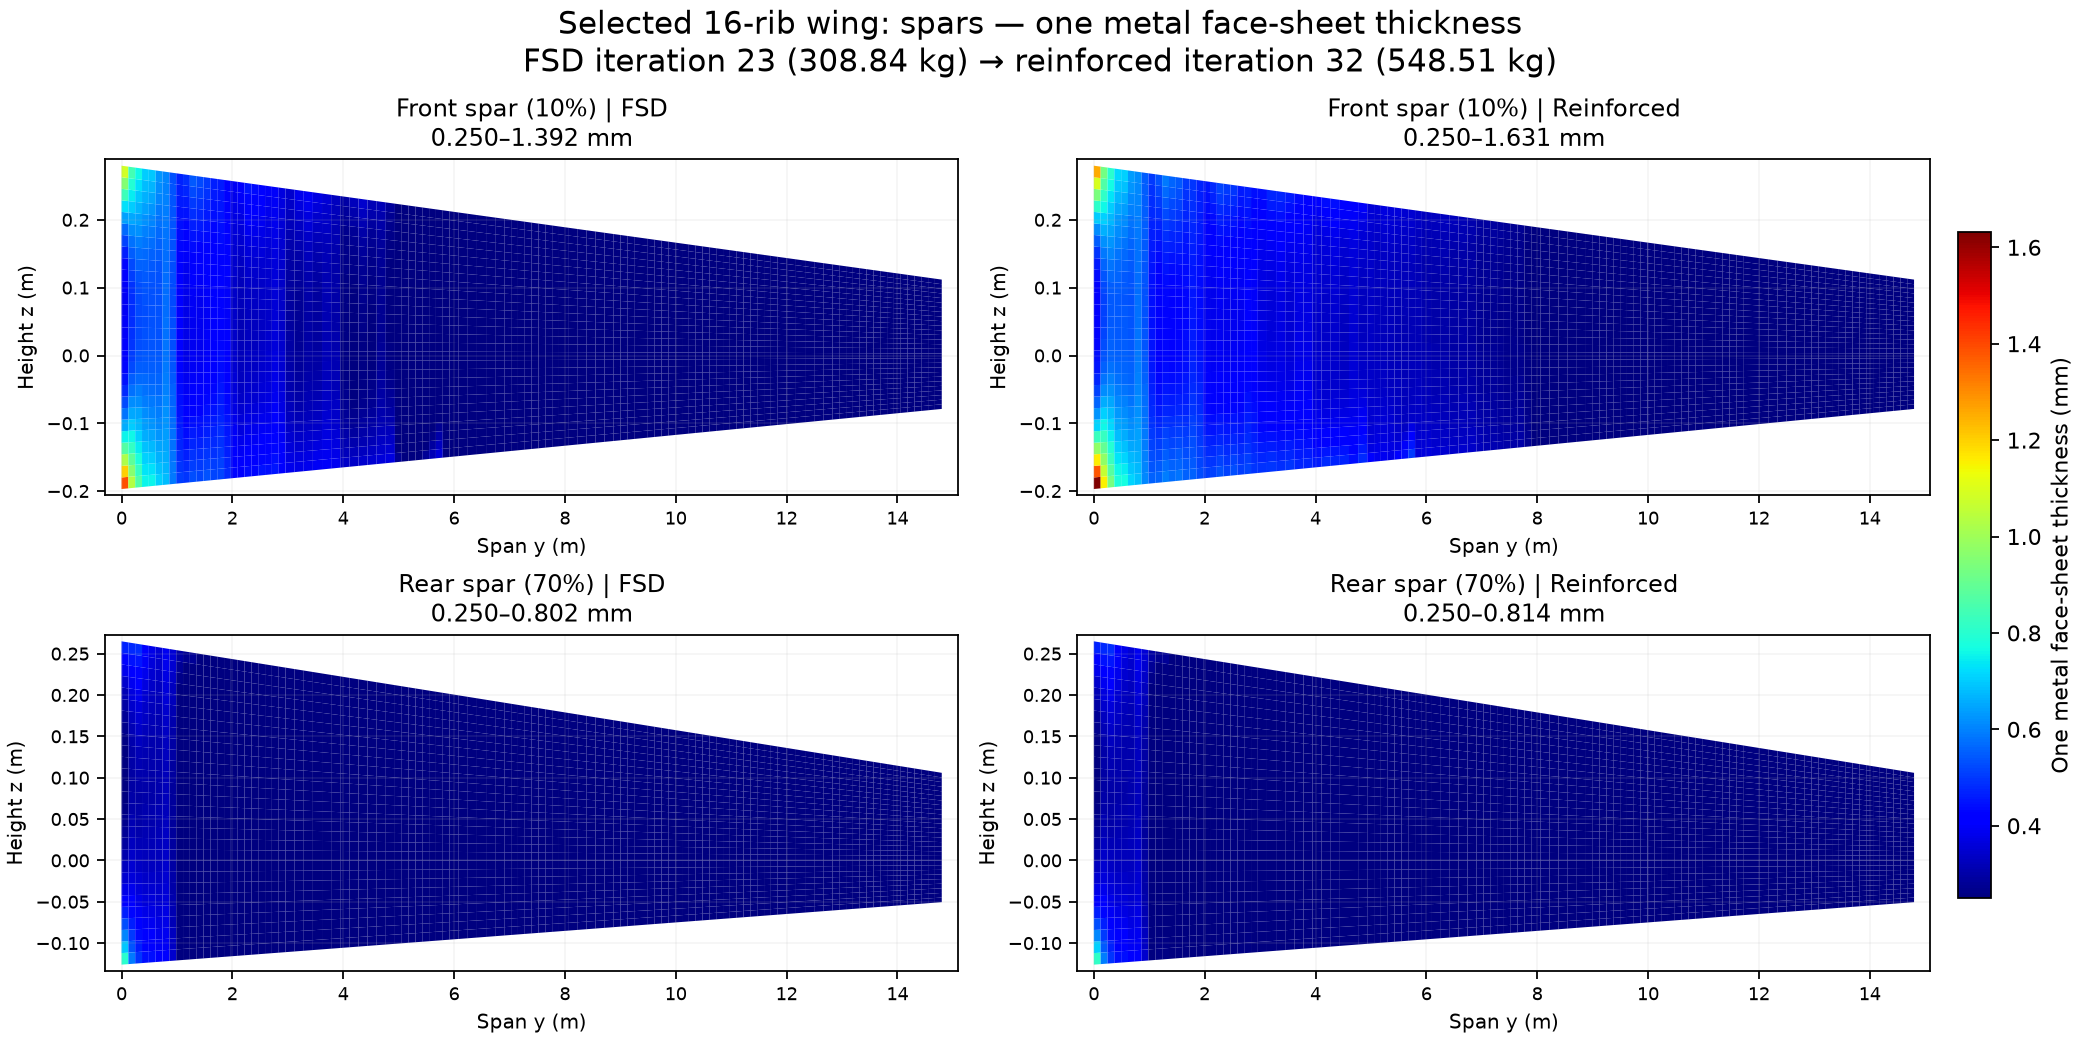 Selected 16-rib wing: spars — one metal face-sheet thickness
FSD iteration 23 (308.84 kg) → reinforced iteration 32 (548.51 kg)
Front spar (10%) | FSD
0.250–1.392 mm
Height z (m)
0.2
0.1
0.0
−0.1
−0.2
0 2 4 6 8 10 12 14
Span y (m)
Front spar (10%) | Reinforced
0.250–1.631 mm
Height z (m)
0.2
0.1
0.0
−0.1
−0.2
0 2 4 6 8 10 12 14
Span y (m)
Rear spar (70%) | FSD
0.250–0.802 mm
Height z (m)
0.25
0.20
0.15
0.10
0.05
0.00
−0.05
−0.10
0 2 4 6 8 10 12 14
Span y (m)
Rear spar (70%) | Reinforced
0.250–0.814 mm
Height z (m)
0.25
0.20
0.15
0.10
0.05
0.00
−0.05
−0.10
0 2 4 6 8 10 12 14
Span y (m)
1.6
1.4
1.2
1.0
0.8
0.6
0.4
One metal face-sheet thickness (mm)